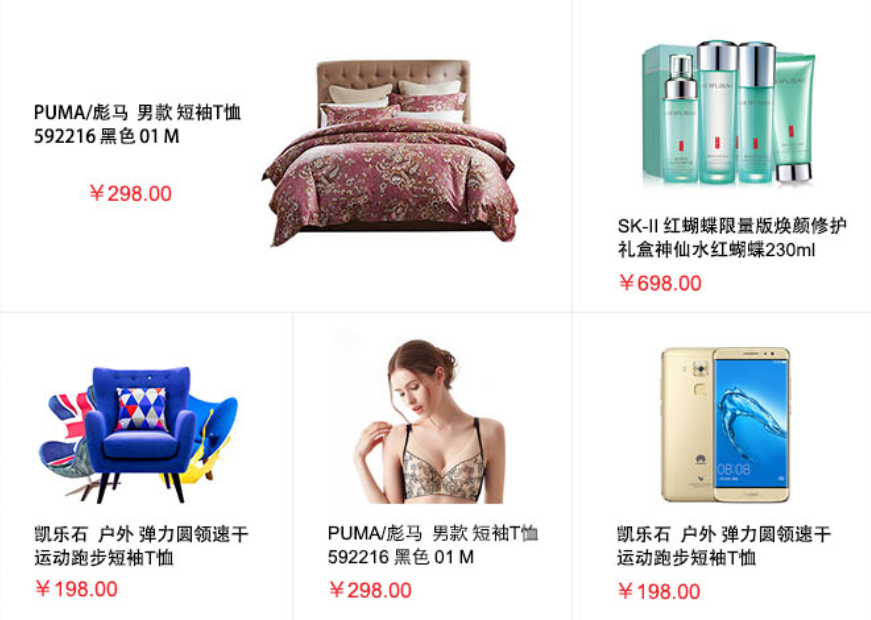 PUMA/彪马 男款 短袖T恤
592216 黑色 01 M
￥298.00
SK-II 红蝴蝶限量版焕颜修护
礼盒神仙水红蝴蝶230ml
￥698.00
凯乐石 户外 弹力圆领速干
运动跑步短袖T恤
￥198.00
PUMA/彪马 男款 短袖T恤
592216 黑色 01 M
￥298.00
08:08
凯乐石 户外 弹力圆领速干
运动跑步短袖T恤
￥198.00